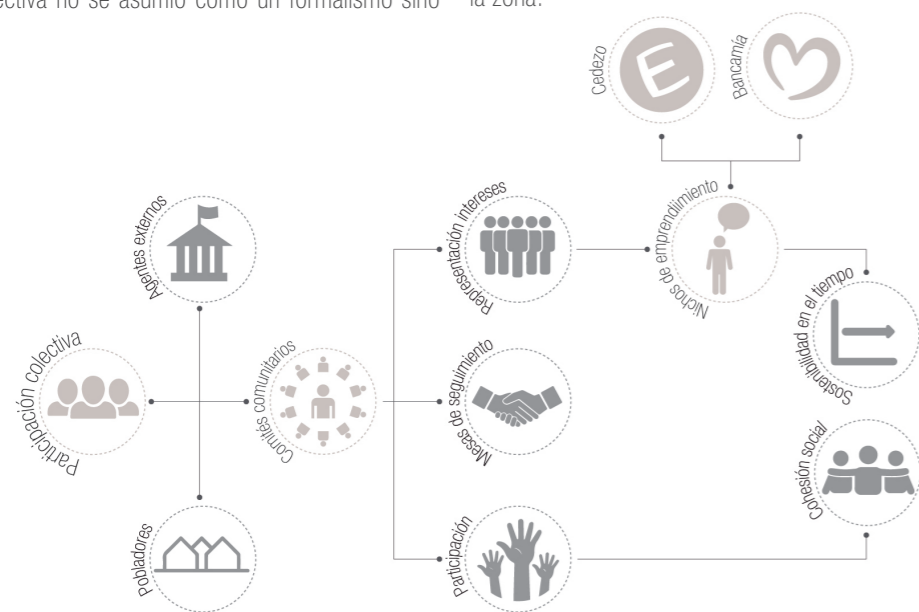 ectiva no se asumió como un formalismo sino
la zona.
Cedezo
E
Bancamía
Agentes externos
Representación intereses
Nichos de emprendiimiento
Sostenibilidad en el tiempo
Participación colectiva
Comités comunitarios
Mesas de seguimiento
Cohesión social
Pobladores
Participación